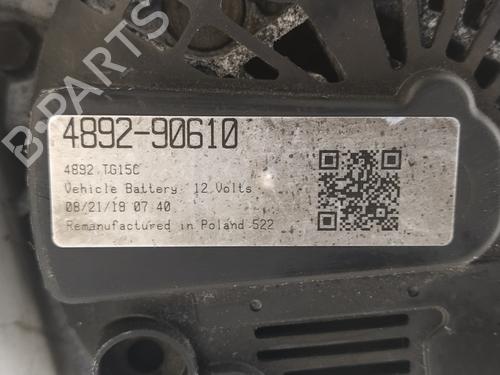 B-PARTS
4892-90610
4892 TG15C
Vehicle Battery: 12 Volts
08/21/18 07:40
Remanufactured in Poland 522